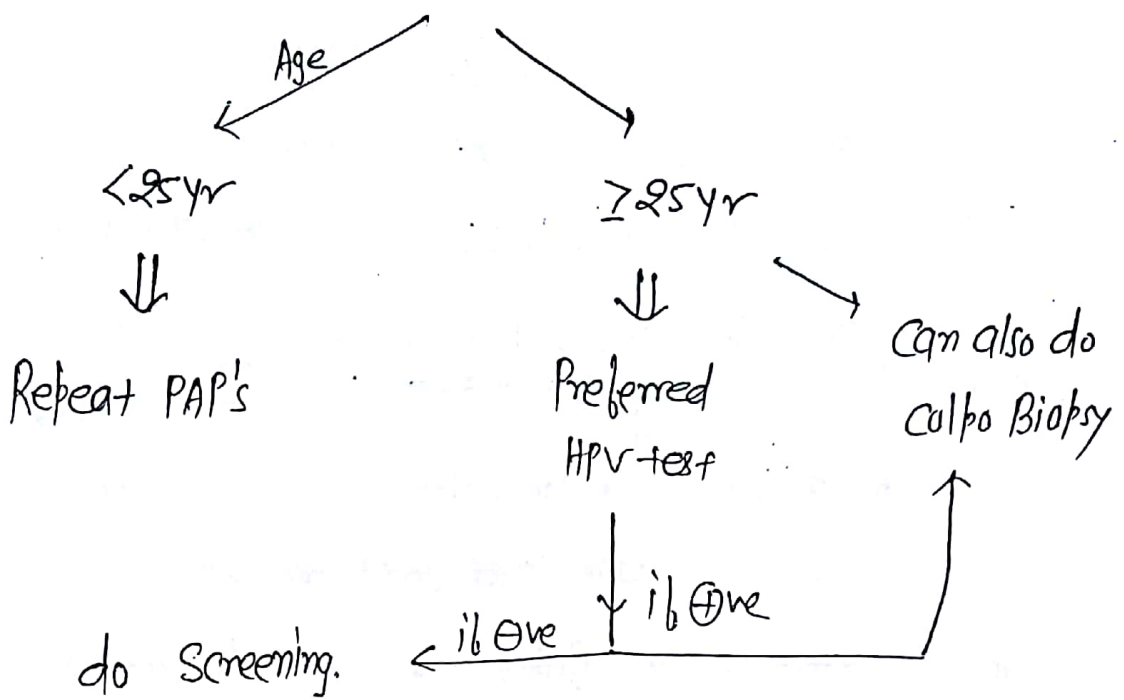 Age
<25yr
≥25yr
Repeat PAP's
Preferred
HPV test
Can also do
Colpo Biopsy
if ⊕ve
if ⊖ve
do Screening.